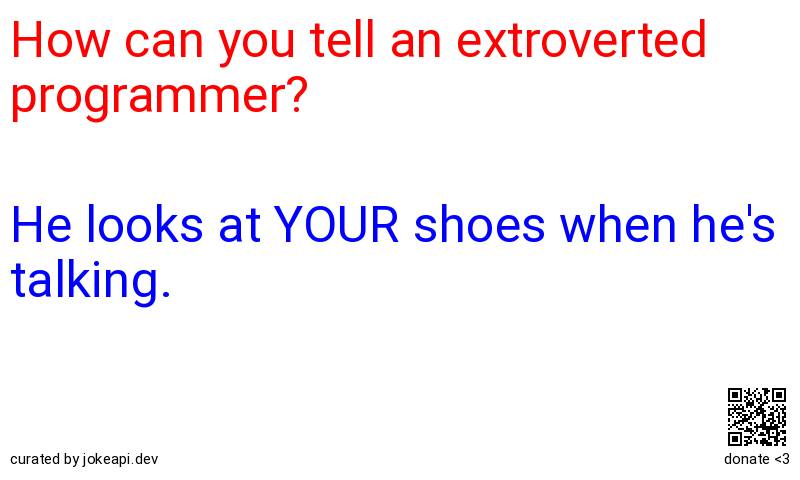 How can you tell an extroverted
programmer?
He looks at YOUR shoes when he's
talking.
curated by jokeapi.dev
donate <3